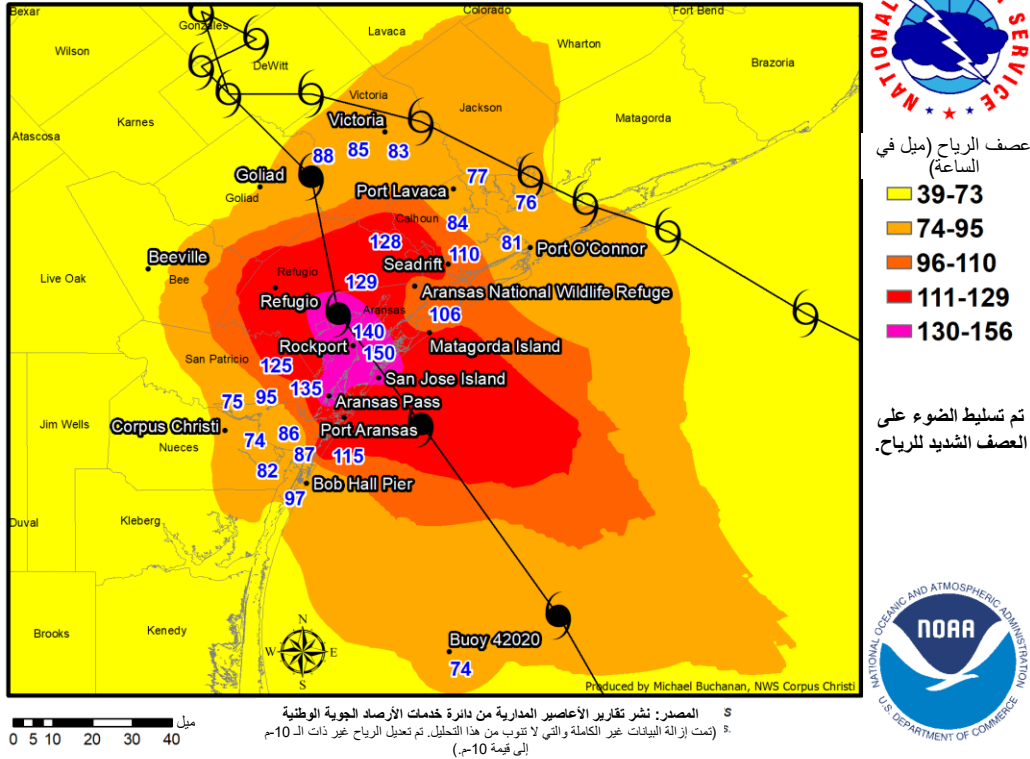 Bexar
Gonzales
Lavaca
Colorado
Fort Bend
Wilson
DeWitt
Wharton
Brazoria
Karnes
Victoria
Jackson
Matagorda
Atascosa
Victoria
88 85 83
Goliad
Goliad
77
Port Lavaca
76
Calhoun
84
128
81 Port O'Connor
Beeville
Bee
110
Seadrift
Live Oak
Refugio
129
Aransas National Wildlife Refuge
Refugio
Aransas
106
140
Rockport
150
Matagorda Island
San Patricio
125
San Jose Island
135
75 95
Aransas Pass
Jim Wells
Corpus Christi
74 86
Port Aransas
Nueces
87 115
82
Bob Hall Pier
97
Duval
Kleberg
Brooks
Kenedy
N
W E
S
Buoy 42020
74
Produced by Michael Buchanan, NWS Corpus Christi
NATIONAL
SERVICE
عصف الرياح (ميل في
الساعة)
39-73
74-95
96-110
111-129
130-156
تم تسليط الضوء على
العصف الشديد للرياح.
NATIONAL OCEANIC AND ATMOSPHERIC ADMINISTRATION
NOAA
U.S. DEPARTMENT OF COMMERCE
ميل
0 5 10 20 30 40
المصدر: نشر تقارير الأعاصير المدارية من دائرة خدمات الأرصاد الجوية الوطنية
(تمت إزالة البيانات غير الكاملة والتي لا تنوب من هذا التحليل. تم تعديل الرياح غير ذات الـ 10-م
إلى قيمة 10-م.)